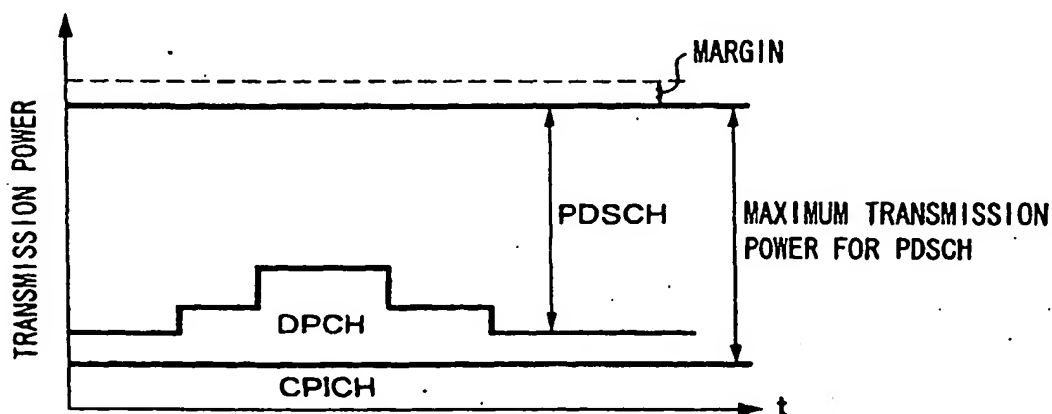 MARGIN
TRANSMISSION POWER
PDSCH
MAXIMUM TRANSMISSION
POWER FOR PDSCH
DPCH
CPICH
t